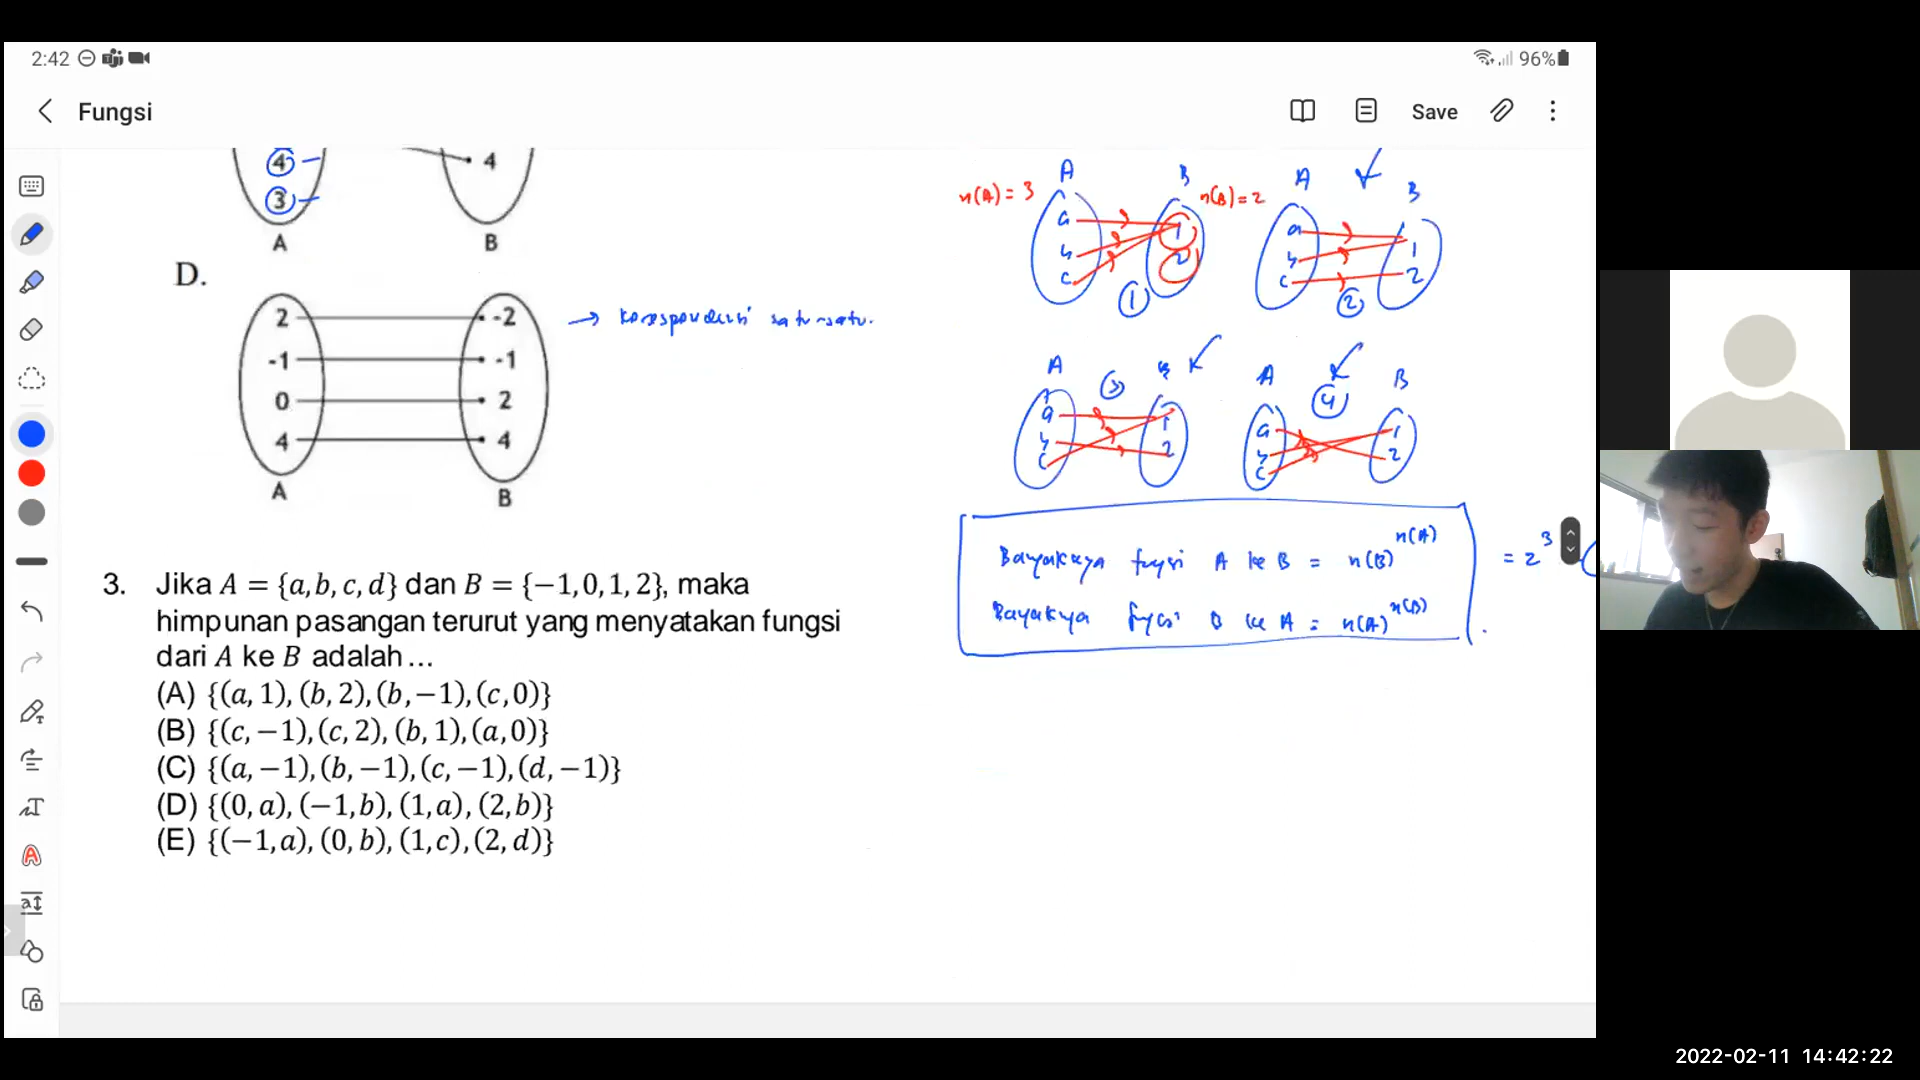 2:42
96%
Fungsi
Save
4
3
4
A
B
D.
2
-1
0
4
-2
-1
2
4
A
B
→ korespondensi satu-satu.
3. Jika A = {a, b, c, d} dan B = {−1, 0, 1, 2}, maka
himpunan pasangan terurut yang menyatakan fungsi
dari A ke B adalah ...
(A) {(a, 1), (b, 2), (b, −1), (c, 0)}
(B) {(c, −1), (c, 2), (b, 1), (a, 0)}
(C) {(a, −1), (b, −1), (c, −1), (d, −1)}
(D) {(0, a), (−1, b), (1, a), (2, b)}
(E) {(−1, a), (0, b), (1, c), (2, d)}
n(A) = 3
A
B
n(B) = 2
a
b
c
1
2
①
A
B
a
b
c
1
2
②
A
③
B
a
b
c
1
2
A
④
B
a
b
c
1
2
Banyaknya fungsi A ke B = n(B)^n(A)
= 2^3
Banyaknya fungsi B ke A = n(A)^n(B)
2022-02-11 14:42:22